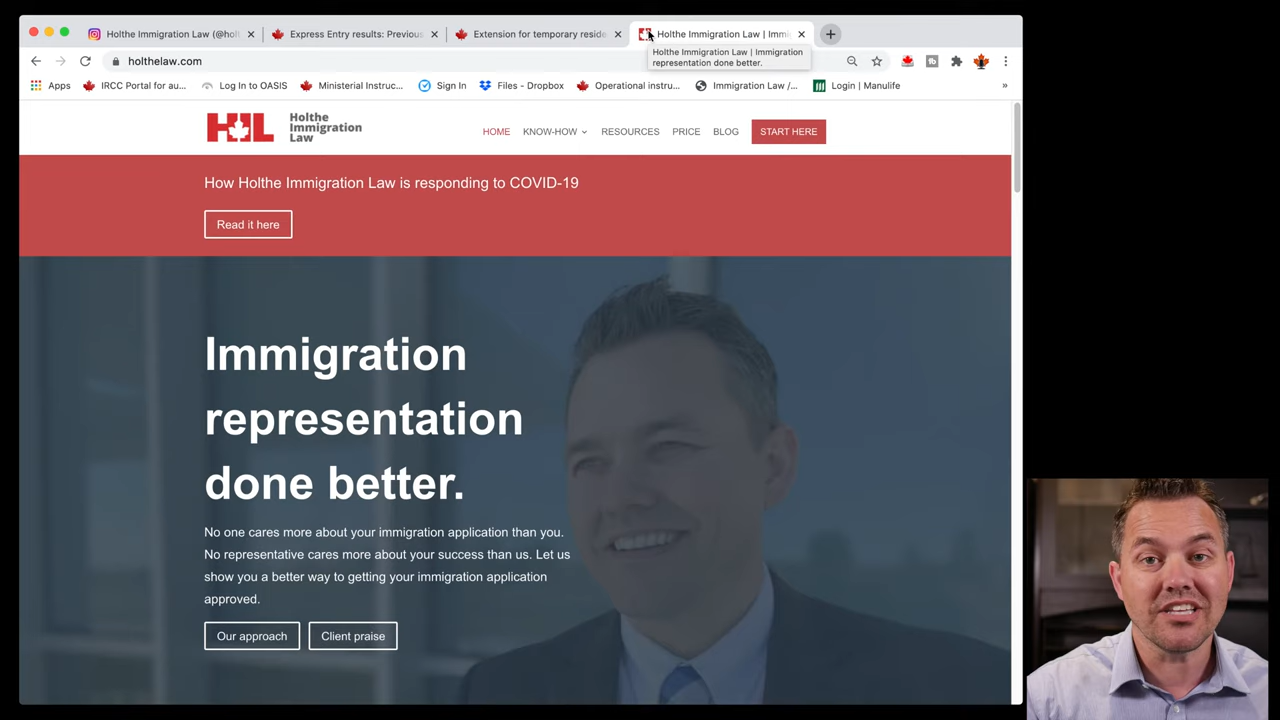 Holthe Immigration Law (@holt
Express Entry results: Previous
Extension for temporary reside
Holthe Immigration Law | Immi
Holthe Immigration Law | Immigration
representation done better.
holthelaw.com
Apps
IRCC Portal for au...
Log In to OASIS
Ministerial Instruc...
Sign In
Files - Dropbox
Operational instru...
Immigration Law /...
Login | Manulife
»
HIL
Holthe
Immigration
Law
HOME
KNOW-HOW
RESOURCES
PRICE
BLOG
START HERE
How Holthe Immigration Law is responding to COVID-19
Read it here
Immigration
representation
done better.
No one cares more about your immigration application than you.
No representative cares more about your success than us. Let us
show you a better way to getting your immigration application
approved.
Our approach
Client praise